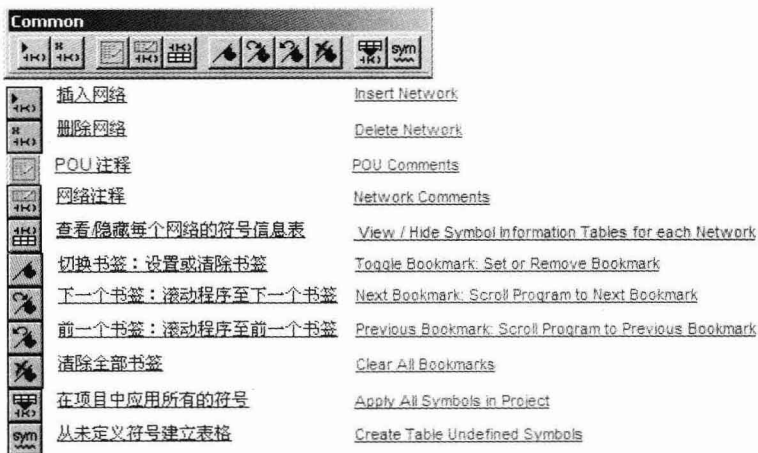 Common
sym
插入网络 Insert Network
删除网络 Delete Network
POU 注释 POU Comments
网络注释 Network Comments
查看/隐藏每个网络的符号信息表 View / Hide Symbol Information Tables for each Network
切换书签：设置或清除书签 Toggle Bookmark: Set or Remove Bookmark
下一个书签：滚动程序至下一个书签 Next Bookmark: Scroll Program to Next Bookmark
前一个书签：滚动程序至前一个书签 Previous Bookmark: Scroll Program to Previous Bookmark
清除全部书签 Clear All Bookmarks
在项目中应用所有的符号 Apply All Symbols in Project
sym 从未定义符号建立表格 Create Table Undefined Symbols